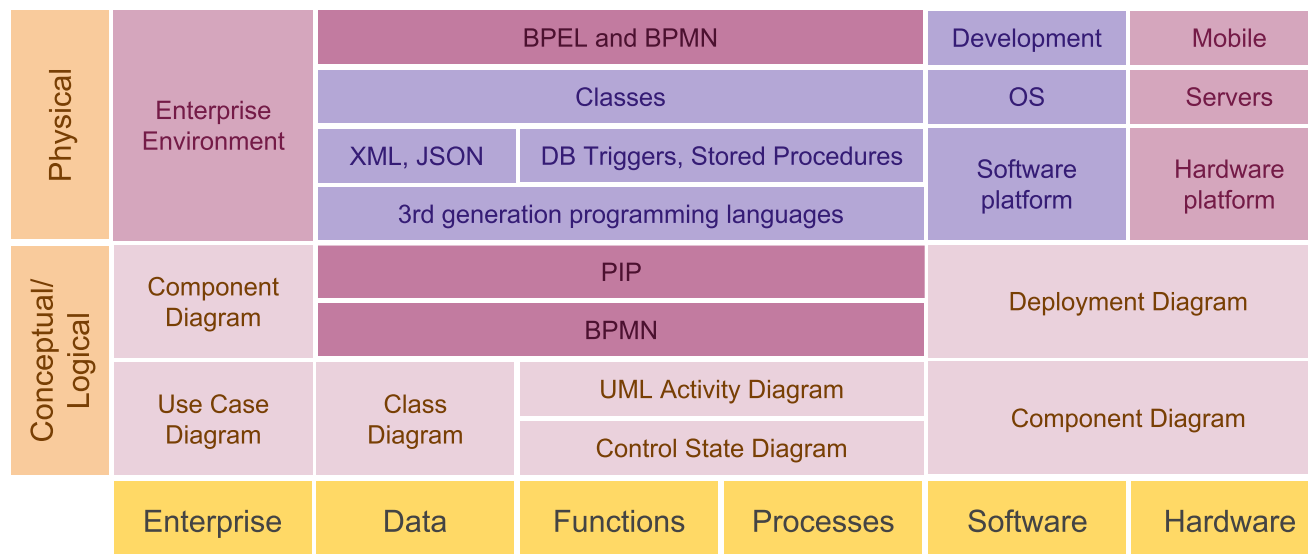 Physical
Enterprise
Environment
BPEL and BPMN
Classes
XML, JSON
DB Triggers, Stored Procedures
3rd generation programming languages
Development
OS
Software
platform
Mobile
Servers
Hardware
platform
Conceptual/
Logical
Component
Diagram
Use Case
Diagram
PIP
BPMN
Class
Diagram
UML Activity Diagram
Control State Diagram
Deployment Diagram
Component Diagram
Enterprise
Data
Functions
Processes
Software
Hardware